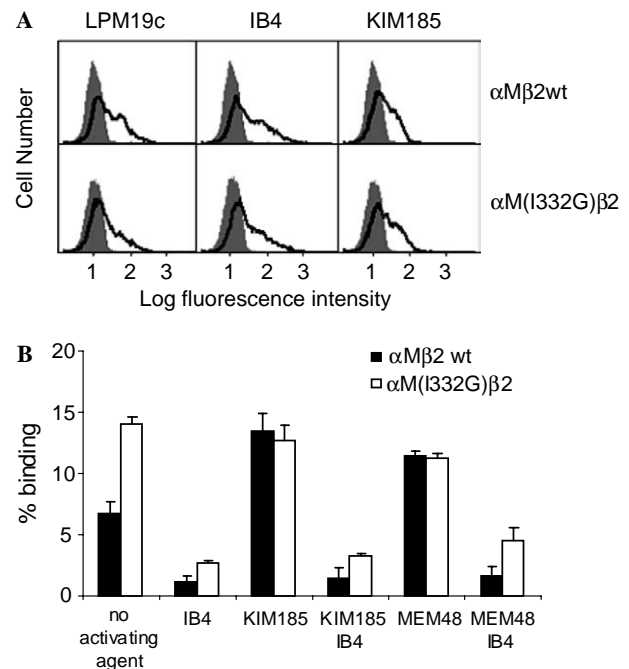 A
LPM19c IB4 KIM185
Cell Number
αMβ2wt
αM(I332G)β2
1 2 3 1 2 3 1 2 3
Log fluorescence intensity
B
% binding
20
15
10
5
0
αMβ2 wt
αM(I332G)β2
no activating agent
IB4
KIM185
KIM185 IB4
MEM48
MEM48 IB4